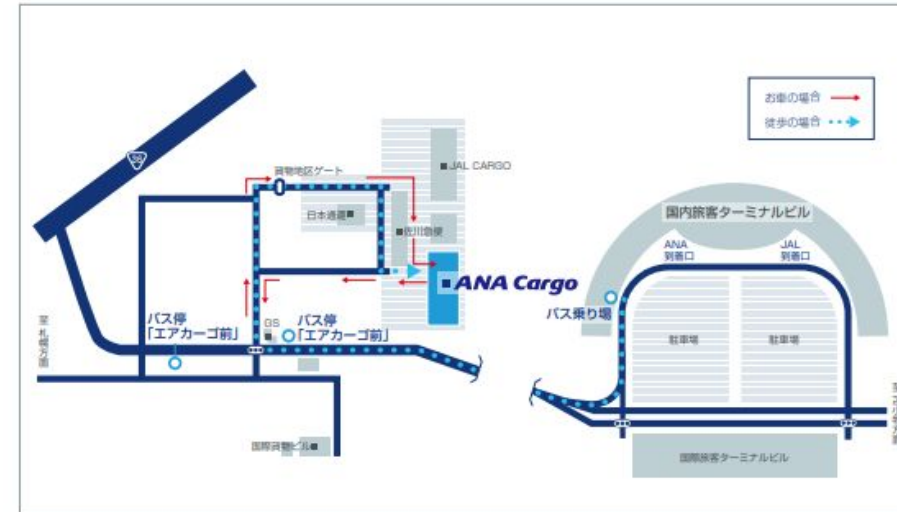 お車の場合
徒歩の場合
36
貨物地区ゲート
JAL CARGO
日本通運
佐川急便
国内旅客ターミナルビル
ANA
到着口
JAL
到着口
ANA Cargo
バス乗り場
至 札幌方面
バス停
「エアカーゴ前」
GS
バス停
「エアカーゴ前」
駐車場
駐車場
国際貨物ビル
国際旅客ターミナルビル